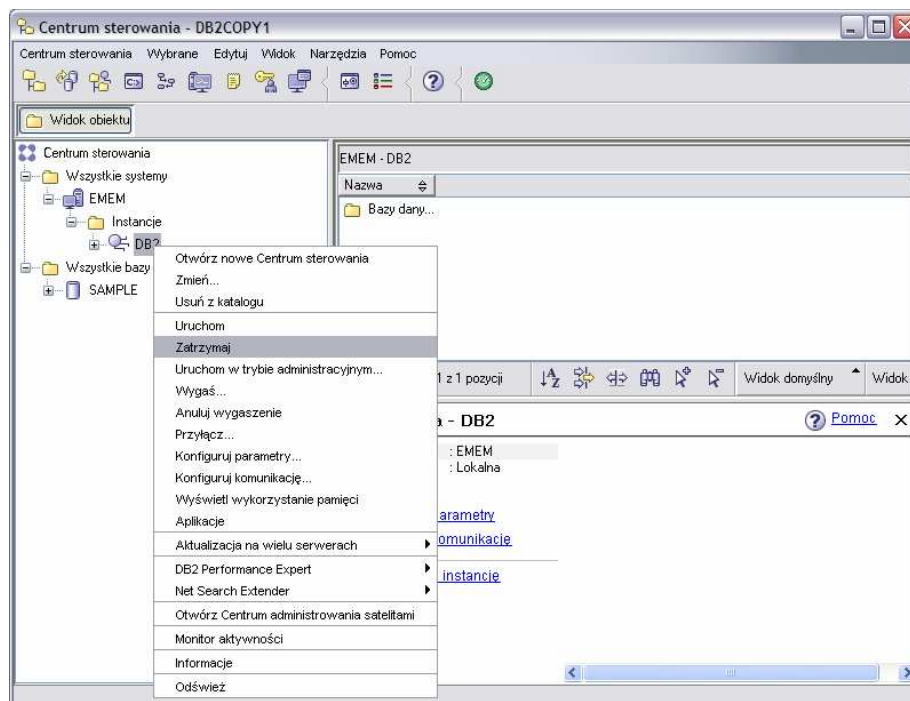 Centrum sterowania - DB2COPY1
Centrum sterowania Wybrane Edytuj Widok Narzędzia Pomoc
Widok obiektu
Centrum sterowania
Wszystkie systemy
EMEM
Instancje
DB2
Wszystkie bazy
SAMPLE
EMEM - DB2
Nazwa
Bazy dany...
Otwórz nowe Centrum sterowania
Zmień...
Usuń z katalogu
Uruchom
Zatrzymaj
Uruchom w trybie administracyjnym...
Wygaś...
Anuluj wygaszenie
Przyłącz...
Konfiguruj parametry...
Konfiguruj komunikację...
Wyświetl wykorzystanie pamięci
Aplikacje
Aktualizacja na wielu serwerach
DB2 Performance Expert
Net Search Extender
Otwórz Centrum administrowania satelitami
Monitor aktywności
Informacje
Odśwież
1 z 1 pozycji Widok domyślny Widok
- DB2 Pomoc
: EMEM
: Lokalna
arametry
omunikację
instancję